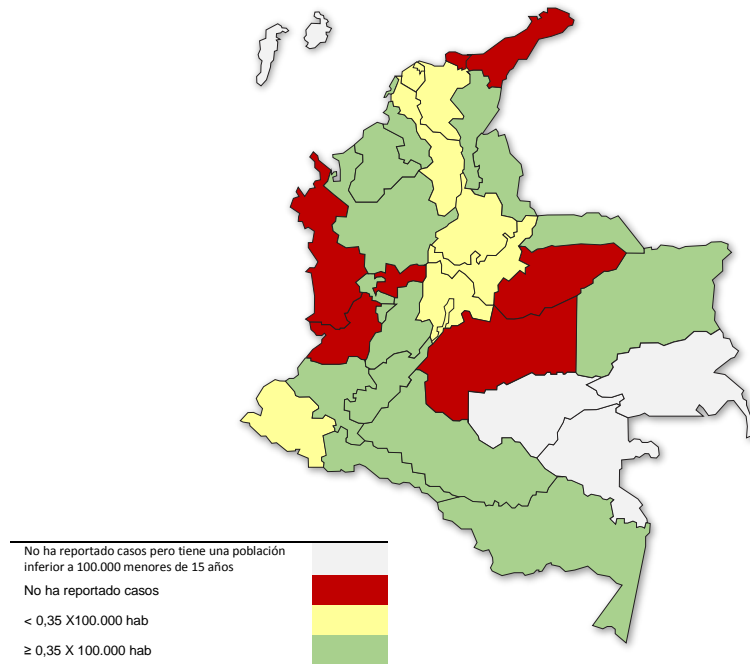 No ha reportado casos pero tiene una población
inferior a 100.000 menores de 15 años
No ha reportado casos
< 0,35 X100.000 hab
≥ 0,35 X 100.000 hab